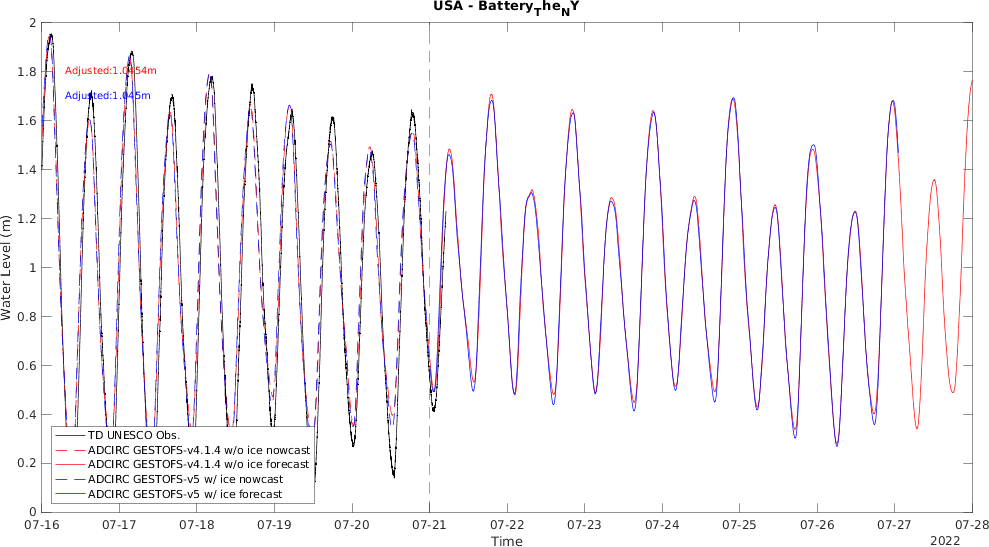 USA - BatteryTheNY
2
1.8
1.6
1.4
1.2
1
0.8
0.6
0.4
0.2
0
Water Level (m)
Adjusted:1.0454m
Adjusted:1.045m
TD UNESCO Obs.
ADCIRC GESTOFS-v4.1.4 w/o ice nowcast
ADCIRC GESTOFS-v4.1.4 w/o ice forecast
ADCIRC GESTOFS-v5 w/ ice nowcast
ADCIRC GESTOFS-v5 w/ ice forecast
07-16 07-17 07-18 07-19 07-20 07-21 07-22 07-23 07-24 07-25 07-26 07-27 07-28
Time
2022